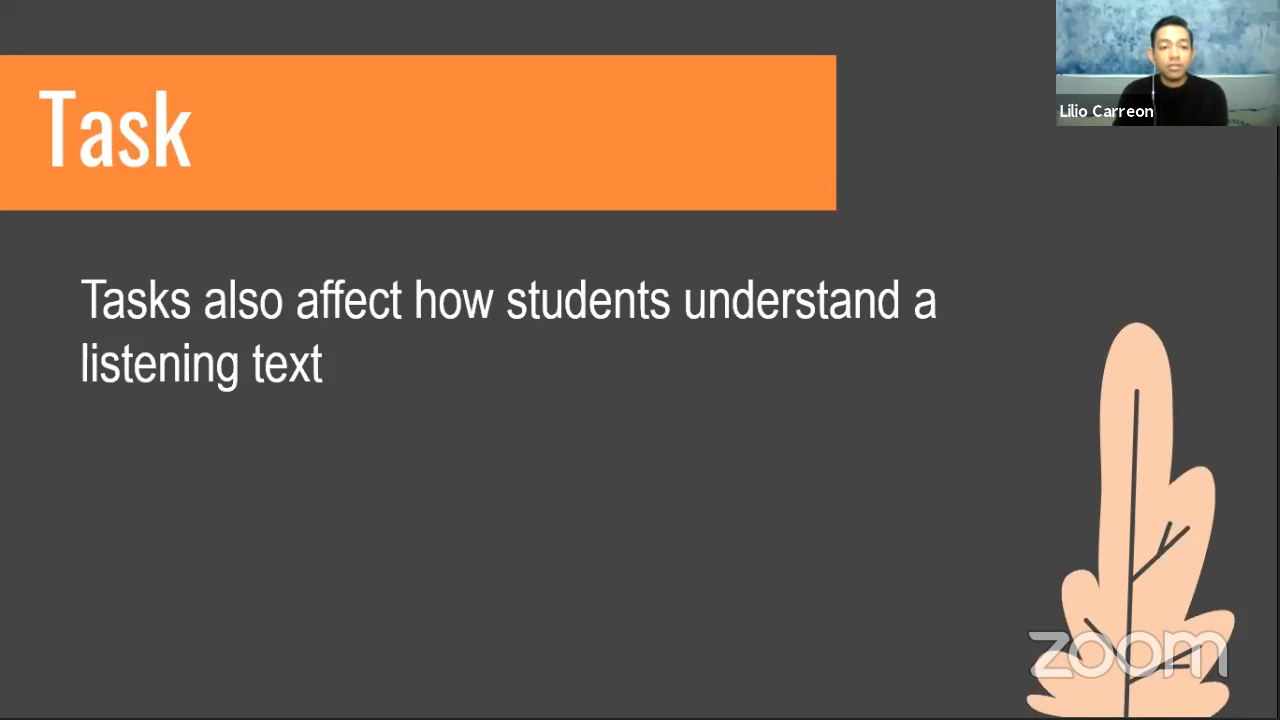 Task
Lilio Carreon
Tasks also affect how students understand a
listening text
zoom